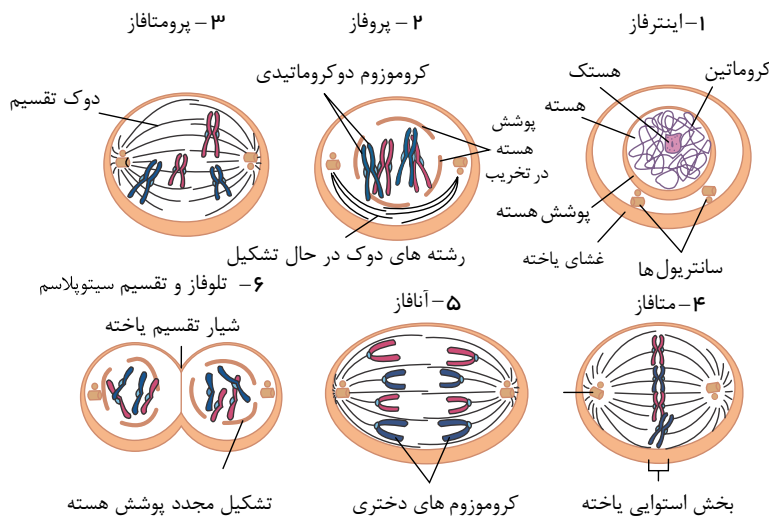 ۱- اینترفاز
کروماتین
هستک
هسته
پوشش هسته
غشای یاخته
سانتریول‌ها
۲- پروفاز
کروموزوم دوکروماتیدی
پوشش
هسته
در تخریب
رشته های دوک در حال تشکیل
۳- پرومتافاز
دوک تقسیم
۴- متافاز
بخش استوایی یاخته
۵- آنافاز
کروموزوم های دختری
۶- تلوفاز و تقسیم سیتوپلاسم
شیار تقسیم یاخته
تشکیل مجدد پوشش هسته